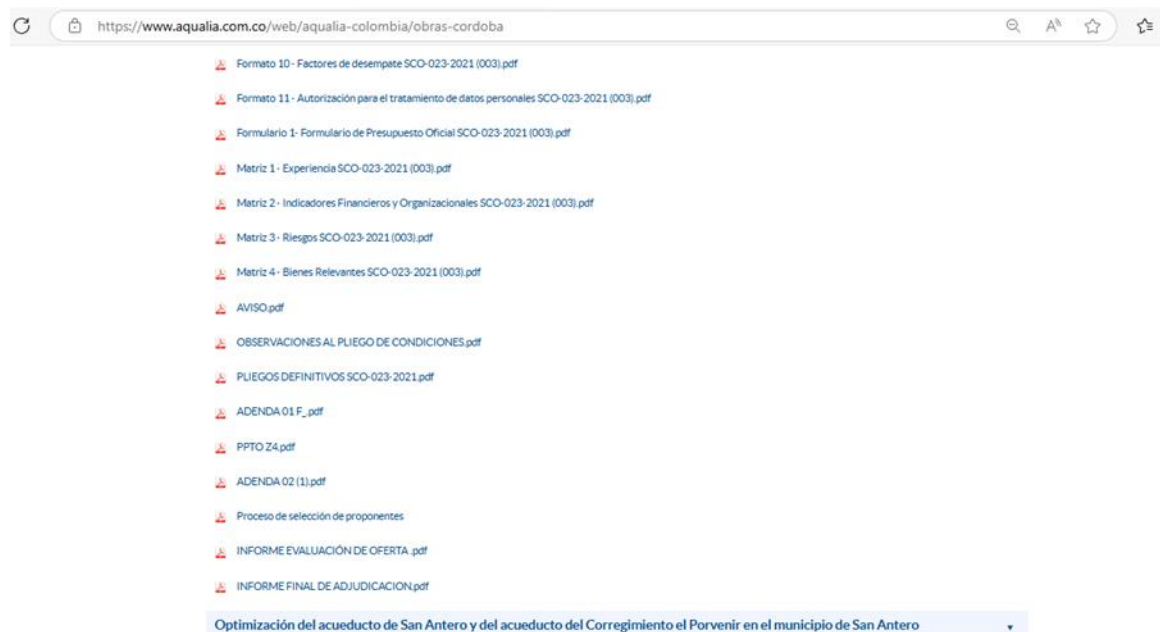 https://www.aqualia.com.co/web/aqualia-colombia/obras-cordoba
Formato 10 - Factores de desempate SCO-023-2021 (003).pdf
Formato 11 - Autorización para el tratamiento de datos personales SCO-023-2021 (003).pdf
Formulario 1- Formulario de Presupuesto Oficial SCO-023-2021 (003).pdf
Matriz 1 - Experiencia SCO-023-2021 (003).pdf
Matriz 2 - Indicadores Financieros y Organizacionales SCO-023-2021 (003).pdf
Matriz 3 - Riesgos SCO-023-2021 (003).pdf
Matriz 4 - Bienes Relevantes SCO-023-2021 (003).pdf
AVISO.pdf
OBSERVACIONES AL PLIEGO DE CONDICIONES.pdf
PLIEGOS DEFINITIVOS SCO-023-2021.pdf
ADENDA 01 F_.pdf
PPTO Z4.pdf
ADENDA 02 (1).pdf
Proceso de selección de proponentes
INFORME EVALUACIÓN DE OFERTA .pdf
INFORME FINAL DE ADJUDICACION.pdf
Optimización del acueducto de San Antero y del acueducto del Corregimiento el Porvenir en el municipio de San Antero